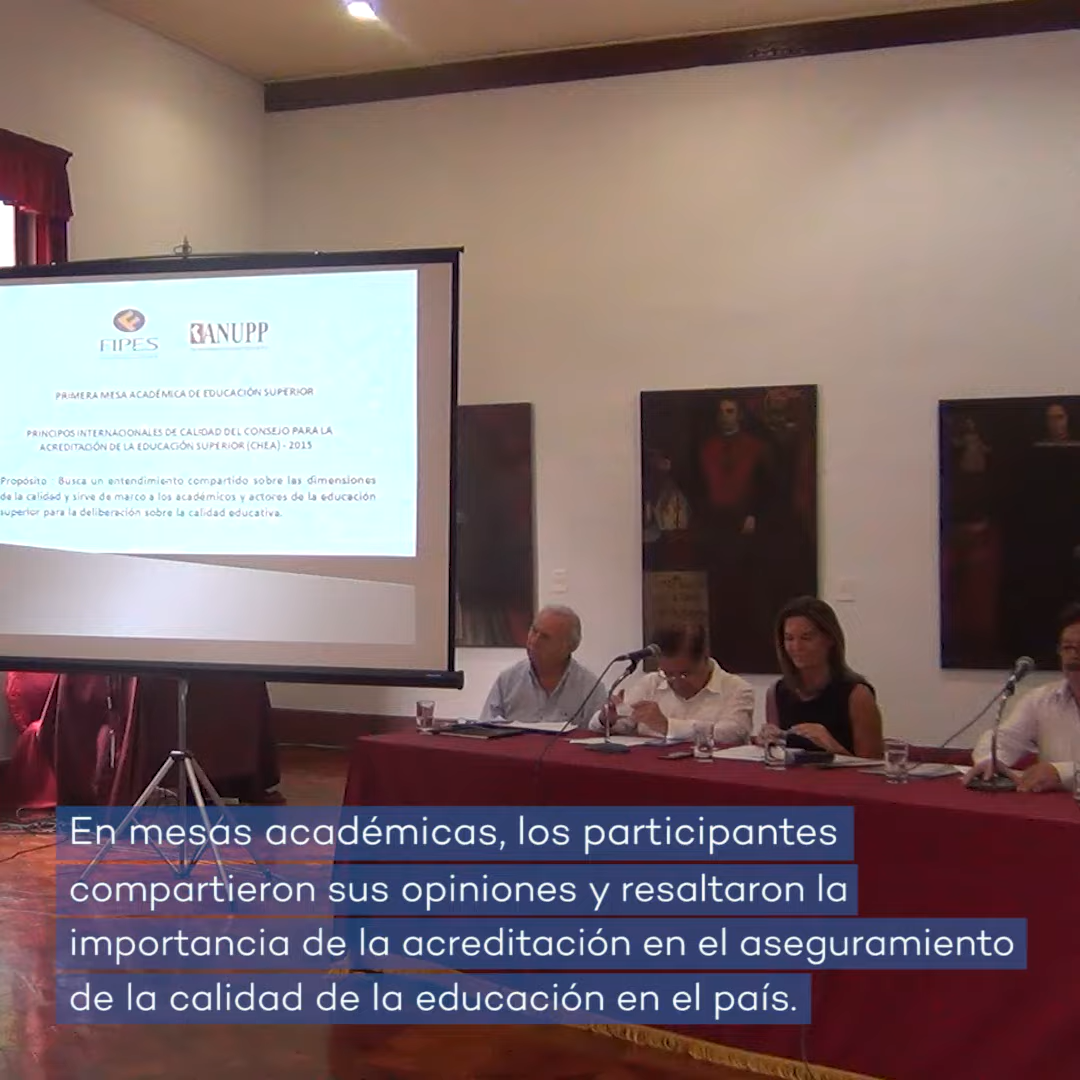 FIPES
ANUPP
PRIMERA MESA ACADÉMICA DE EDUCACIÓN SUPERIOR
PRINCIPOS INTERNACIONALES DE CALIDAD DEL CONSEJO PARA LA
ACREDITACIÓN DE LA EDUCACIÓN SUPERIOR (CHEA) - 2015
Propósito : Busca un entendimiento compartido sobre las dimensiones
de la calidad y sirve de marco a los académicos y actores de la educación
superior para la deliberación sobre la calidad educativa.
En mesas académicas, los participantes
compartieron sus opiniones y resaltaron la
importancia de la acreditación en el aseguramiento
de la calidad de la educación en el país.